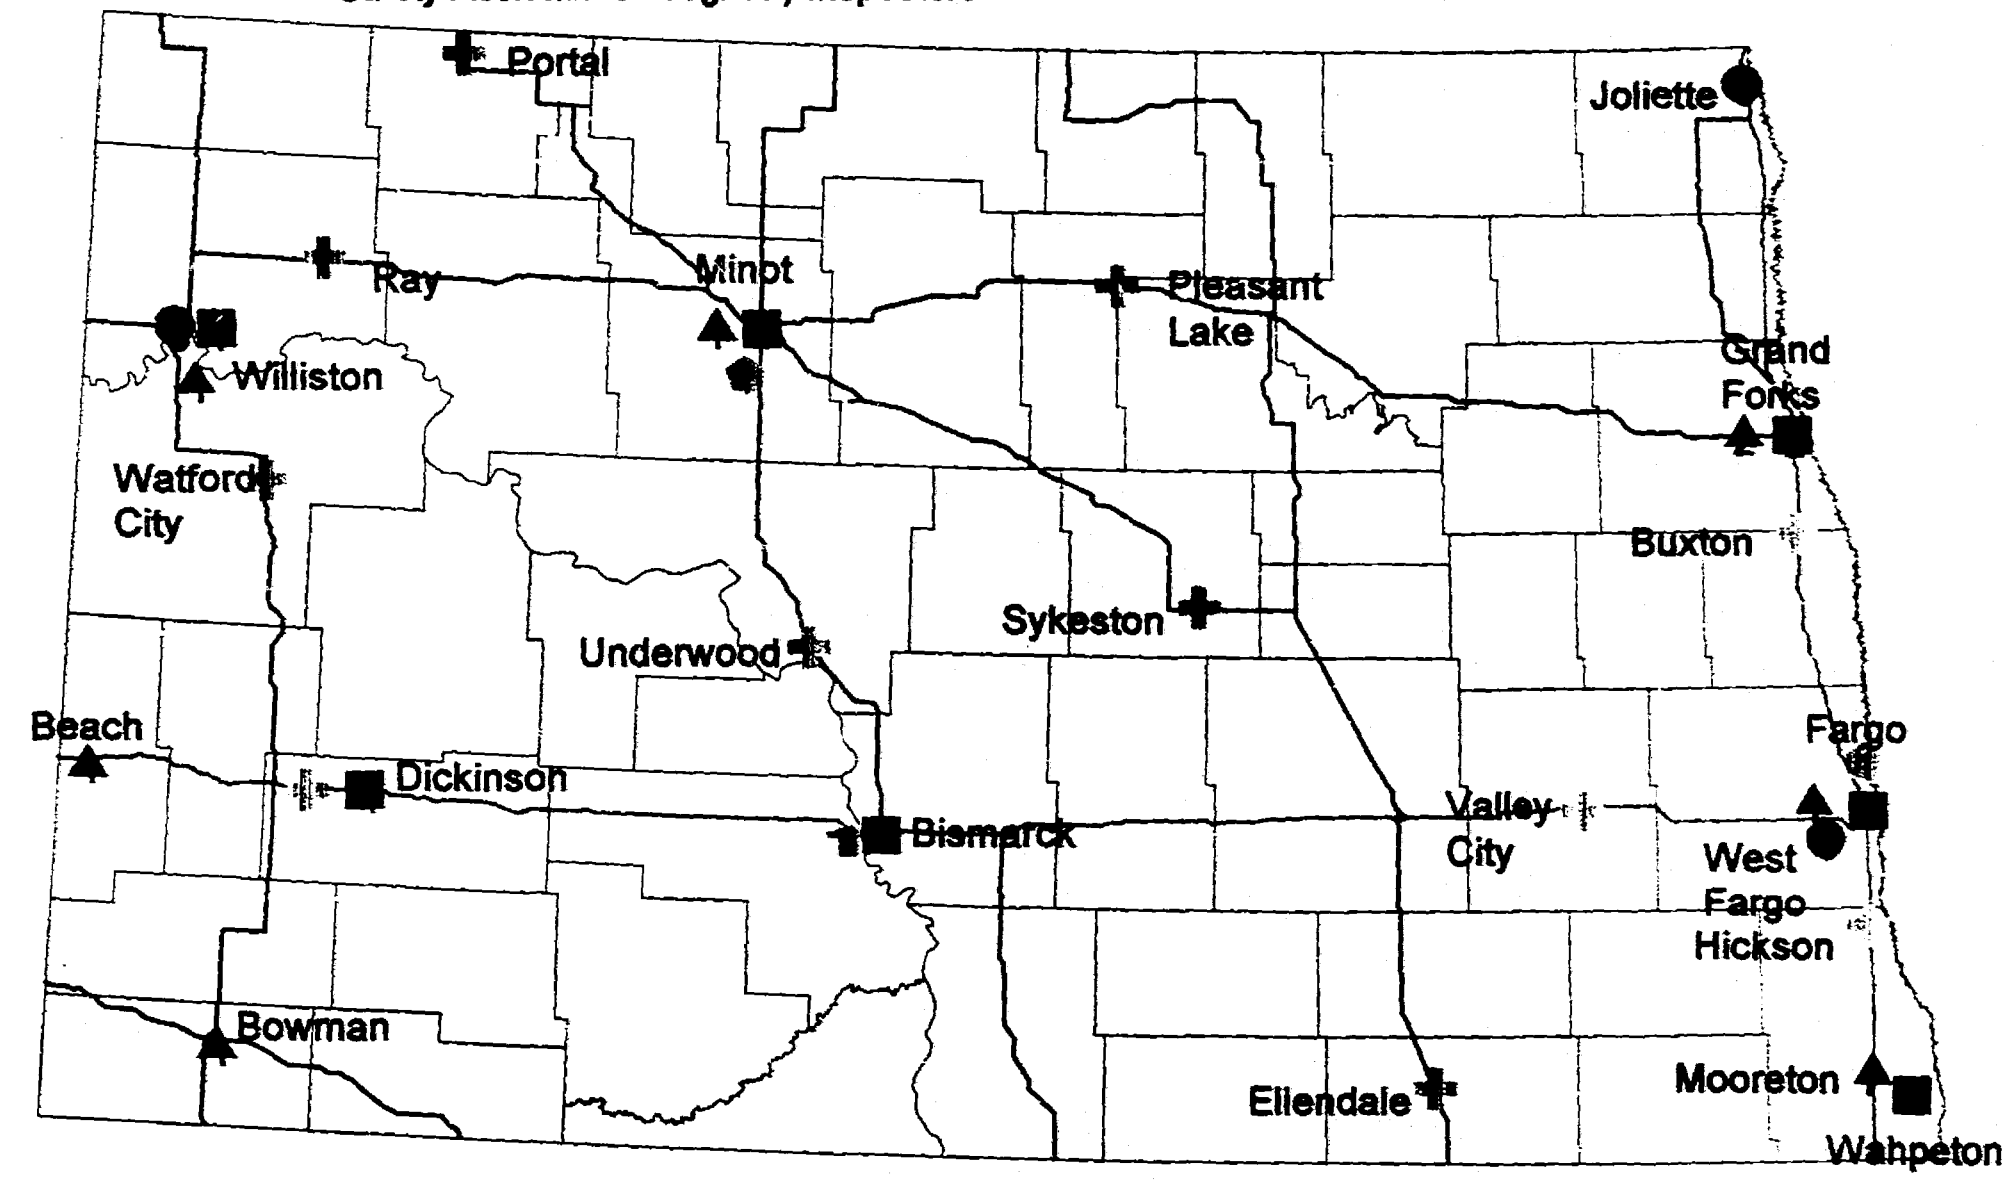 Portal
Joliette
Ray
Minot
Pleasant
Lake
Grand
Forks
Williston
Watford
City
Buxton
Sykeston
Underwood
Beach
Fargo
Dickinson
Bismarck
Valley
City
West
Fargo
Hickson
Bowman
Mooreton
Ellendale
Wahpeton